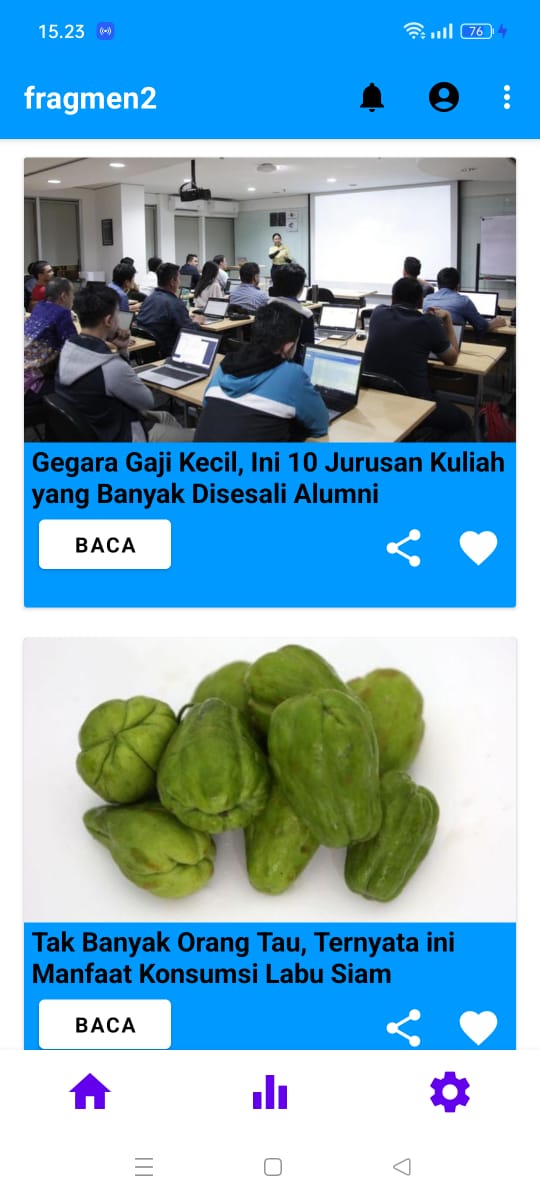 15.23
76
fragmen2
Gegara Gaji Kecil, Ini 10 Jurusan Kuliah
yang Banyak Disesali Alumni
BACA
Tak Banyak Orang Tau, Ternyata ini
Manfaat Konsumsi Labu Siam
BACA